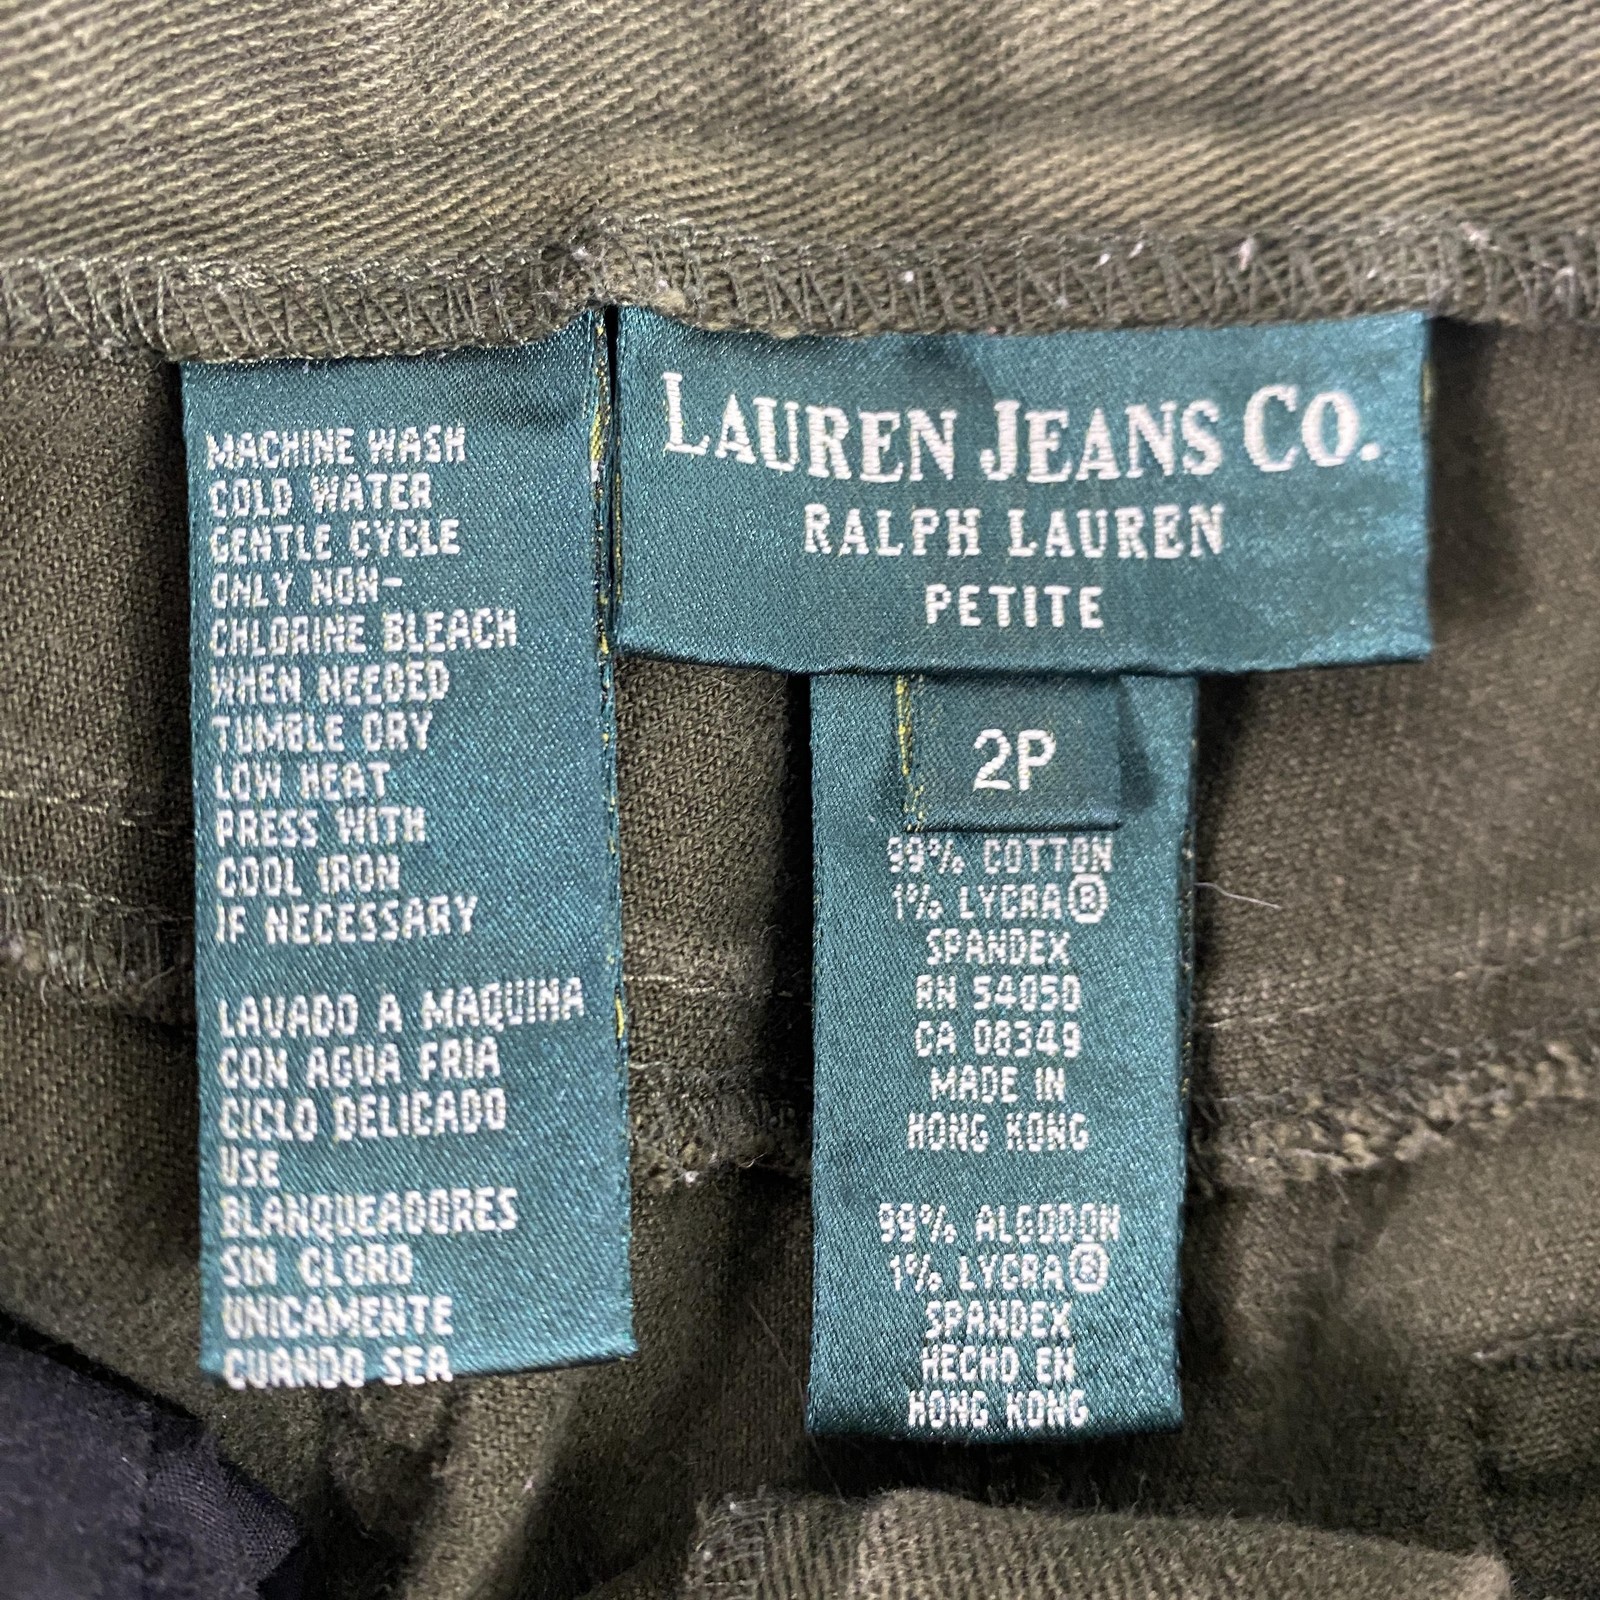 MACHINE WASH
COLD WATER
GENTLE CYCLE
ONLY NON-
CHLORINE BLEACH
WHEN NEEDED
TUMBLE DRY
LOW HEAT
PRESS WITH
COOL IRON
IF NECESSARY
LAVADO A MAQUINA
CON AGUA FRIA
CICLO DELICADO
USE
BLANQUEADORES
SIN CLORO
UNICAMENTE
CUANDO SEA
LAUREN JEANS CO.
RALPH LAUREN
PETITE
2P
99% COTTON
1% LYCRA®
SPANDEX
RN 54050
CA 08349
MADE IN
HONG KONG
99% ALGODON
1% LYCRA®
SPANDEX
HECHO EN
HONG KONG